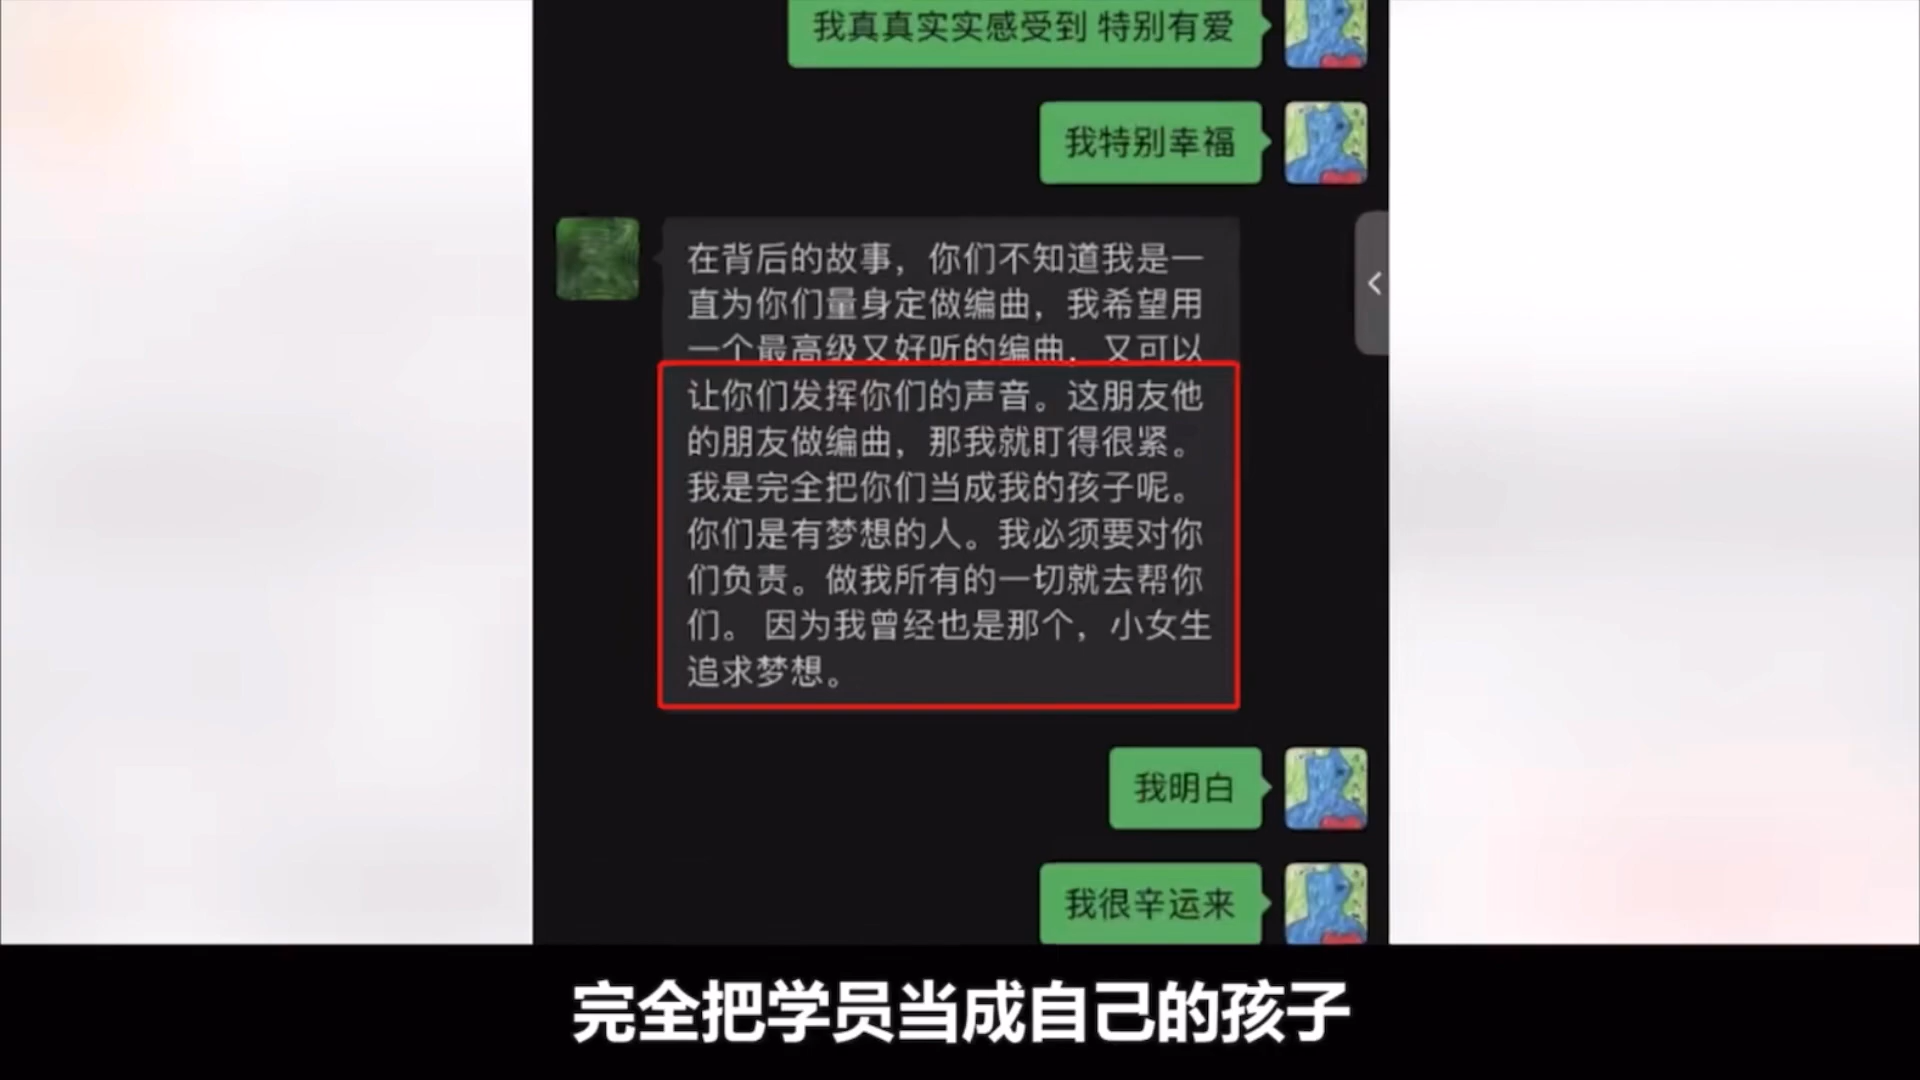 我真真实实感受到 特别有爱
我特别幸福
在背后的故事，你们不知道我是一
直为你们量身定做编曲，我希望用
一个最高级又好听的编曲，又可以
让你们发挥你们的声音。这朋友他
的朋友做编曲，那我就盯得很紧。
我是完全把你们当成我的孩子呢。
你们是有梦想的人。我必须要对你
们负责。做我所有的一切就去帮你
们。 因为我曾经也是那个，小女生
追求梦想。
我明白
我很辛运来
完全把学员当成自己的孩子